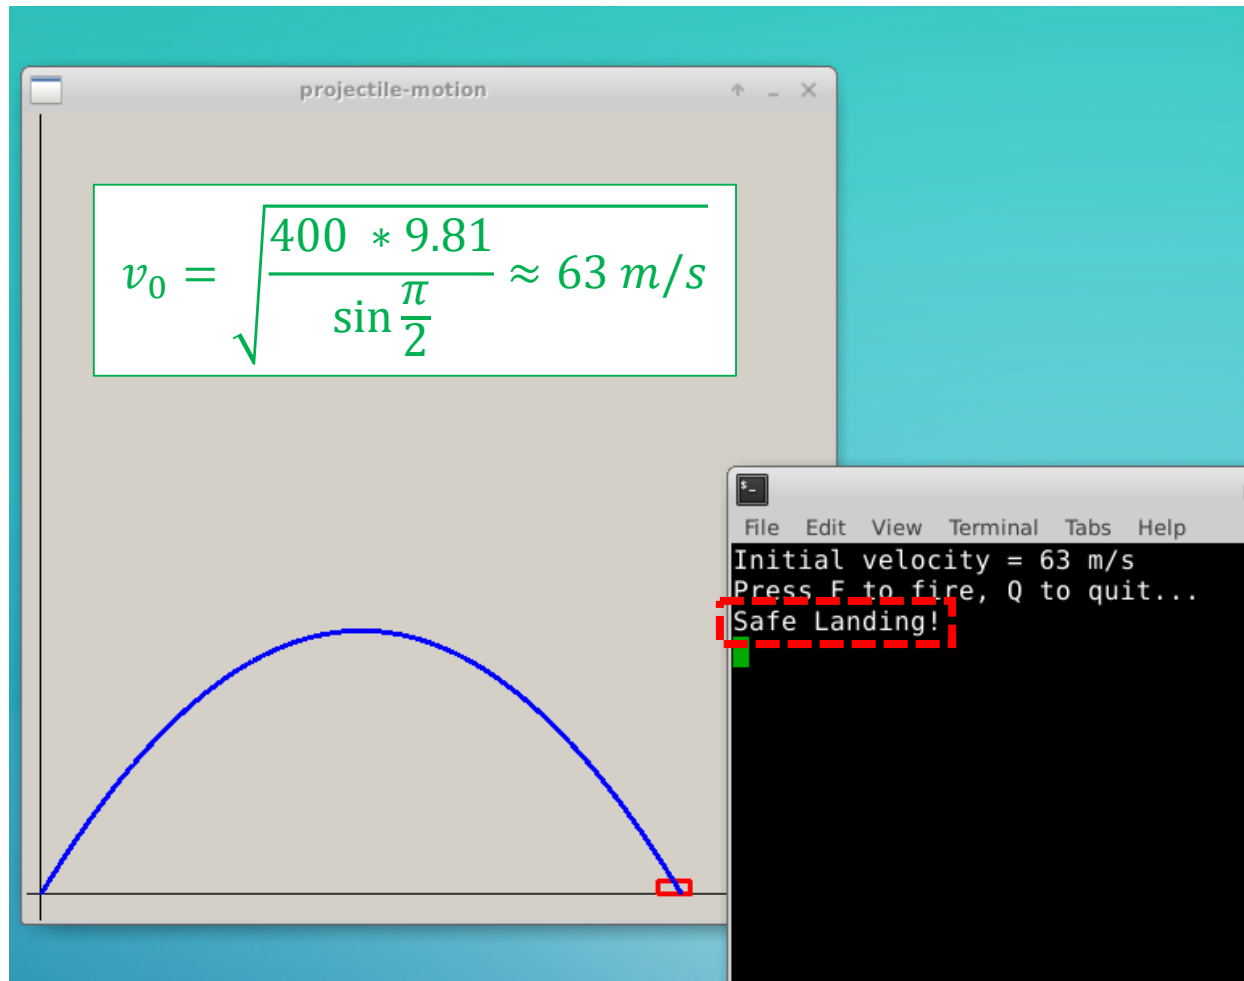 projectile-motion
v₀ = √(400 * 9.81 / sin π/2) ≈ 63 m/s
$_
File Edit View Terminal Tabs Help
Initial velocity = 63 m/s
Press F to fire, Q to quit...
Safe Landing!